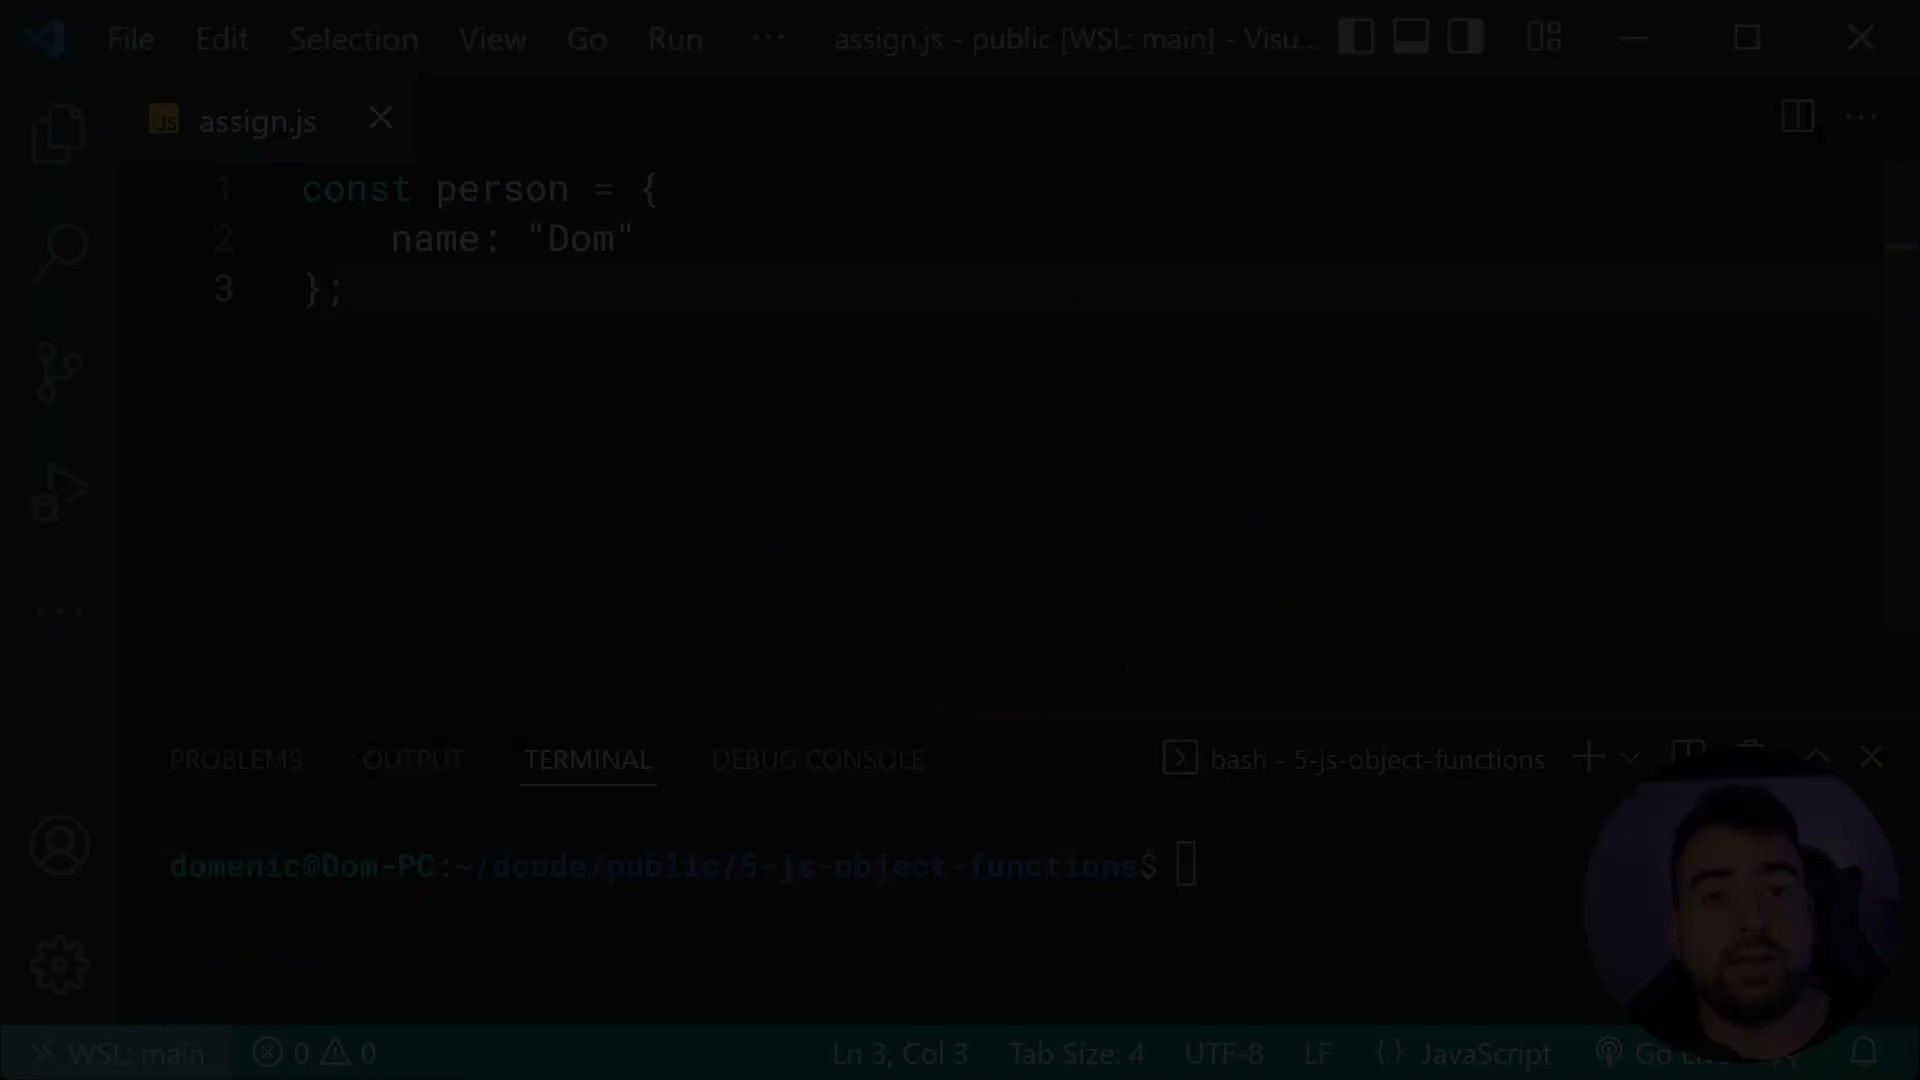 File Edit Selection View Go Run ··· assign.js - public [WSL: main] - Visu...
JS assign.js
1 const person = {
2 name: "Dom"
3 };
PROBLEMS OUTPUT TERMINAL DEBUG CONSOLE bash - 5-js-object-functions
domenic@Dom-PC:~/dcode/public/5-js-object-functions$
WSL: main 0 0 Ln 3, Col 3 Tab Size: 4 UTF-8 LF { } JavaScript Go